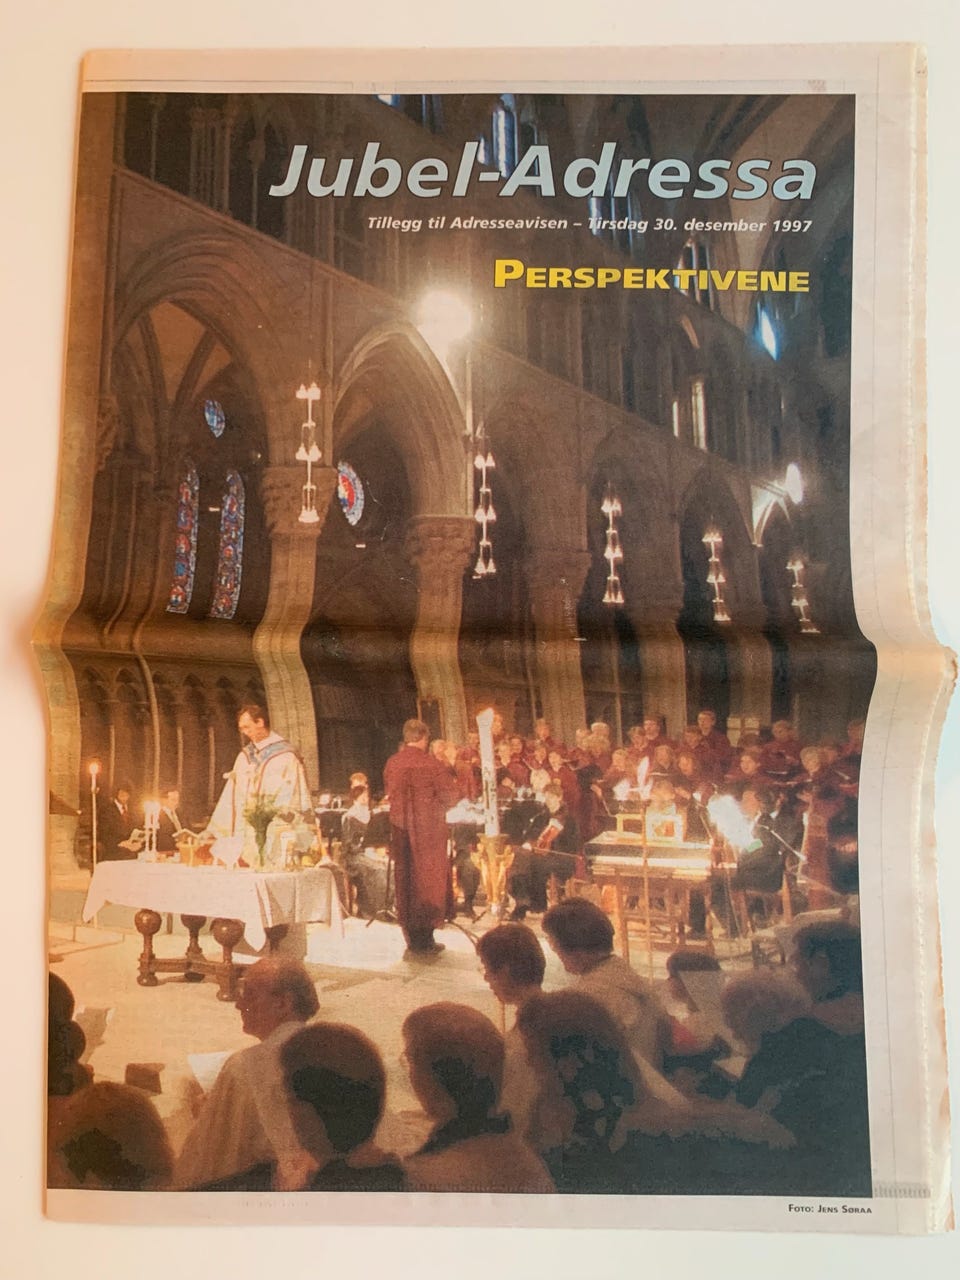 Jubel-Adressa
Tillegg til Adresseavisen – Tirsdag 30. desember 1997
PERSPEKTIVENE
FOTO: JENS SØRAA